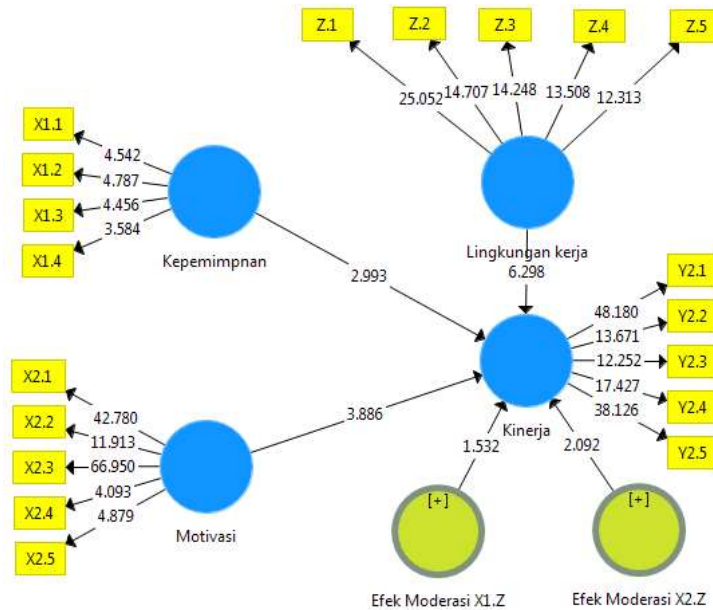 Z.1
Z.2
Z.3
Z.4
Z.5
25.052
14.707
14.248
13.508
12.313
X1.1
X1.2
X1.3
X1.4
4.542
4.787
4.456
3.584
Kepemimpnan
Lingkungan kerja
6.298
2.993
Y2.1
Y2.2
Y2.3
Y2.4
Y2.5
48.180
13.671
12.252
17.427
38.126
Kinerja
X2.1
X2.2
X2.3
X2.4
X2.5
42.780
11.913
66.950
4.093
4.879
Motivasi
3.886
1.532
2.092
[+]
[+]
Efek Moderasi X1.Z
Efek Moderasi X2.Z